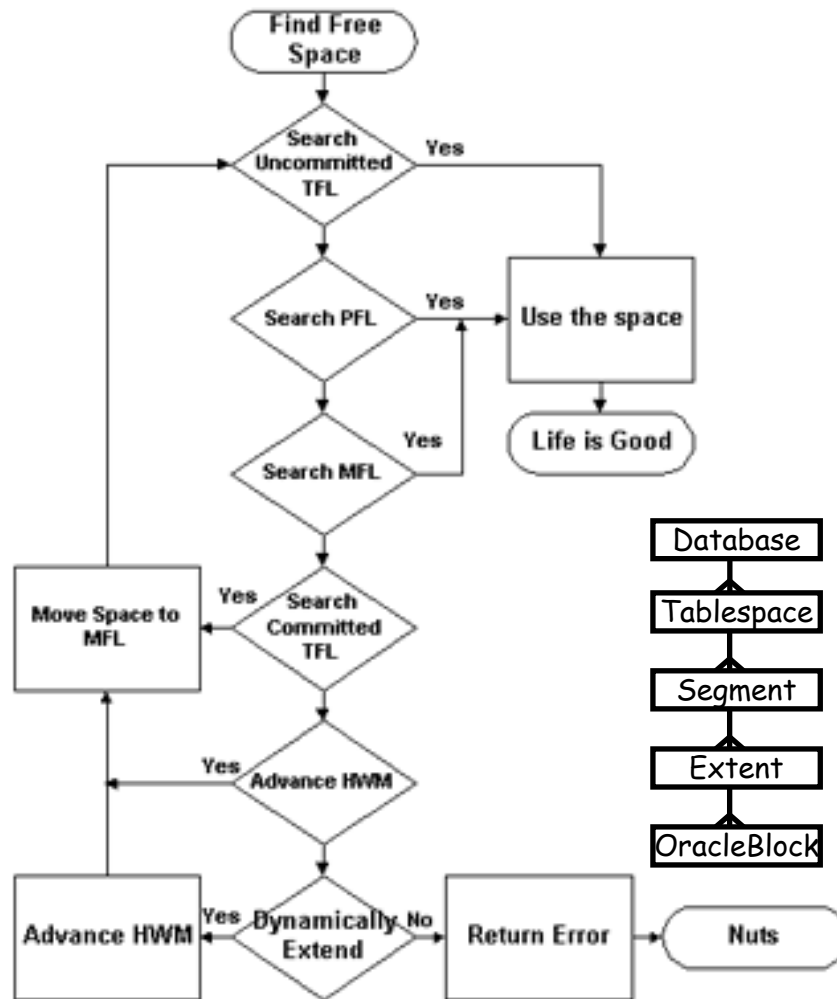 Find Free
Space
Search
Uncommitted
TFL
Yes
Search PFL
Yes
Use the space
Search MFL
Yes
Life is Good
Move Space to
MFL
Yes
Search
Committed
TFL
Yes
Advance HWM
Advance HWM
Yes
Dynamically
Extend
No
Return Error
Nuts
Database
Tablespace
Segment
Extent
OracleBlock